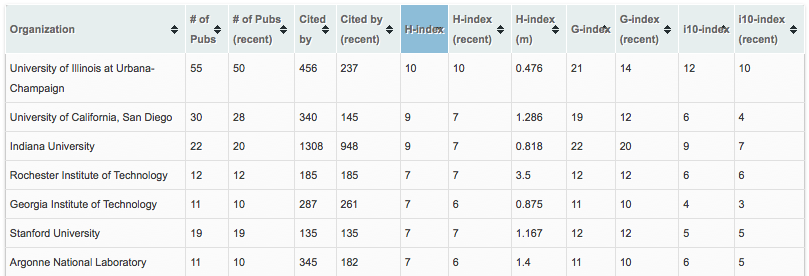 Organization # of Pubs # of Pubs (recent) Cited by Cited by (recent) H-index H-index (recent) H-index (m) G-index G-index (recent) i10-index i10-index (recent)
University of Illinois at Urbana-Champaign 55 50 456 237 10 10 0.476 21 14 12 10
University of California, San Diego 30 28 340 145 9 7 1.286 19 12 6 4
Indiana University 22 20 1308 948 9 7 0.818 22 20 9 7
Rochester Institute of Technology 12 12 185 185 7 7 3.5 12 12 6 6
Georgia Institute of Technology 11 10 287 261 7 6 0.875 11 10 4 3
Stanford University 19 19 135 135 7 7 1.167 12 12 5 5
Argonne National Laboratory 11 10 345 182 7 6 1.4 11 10 6 5